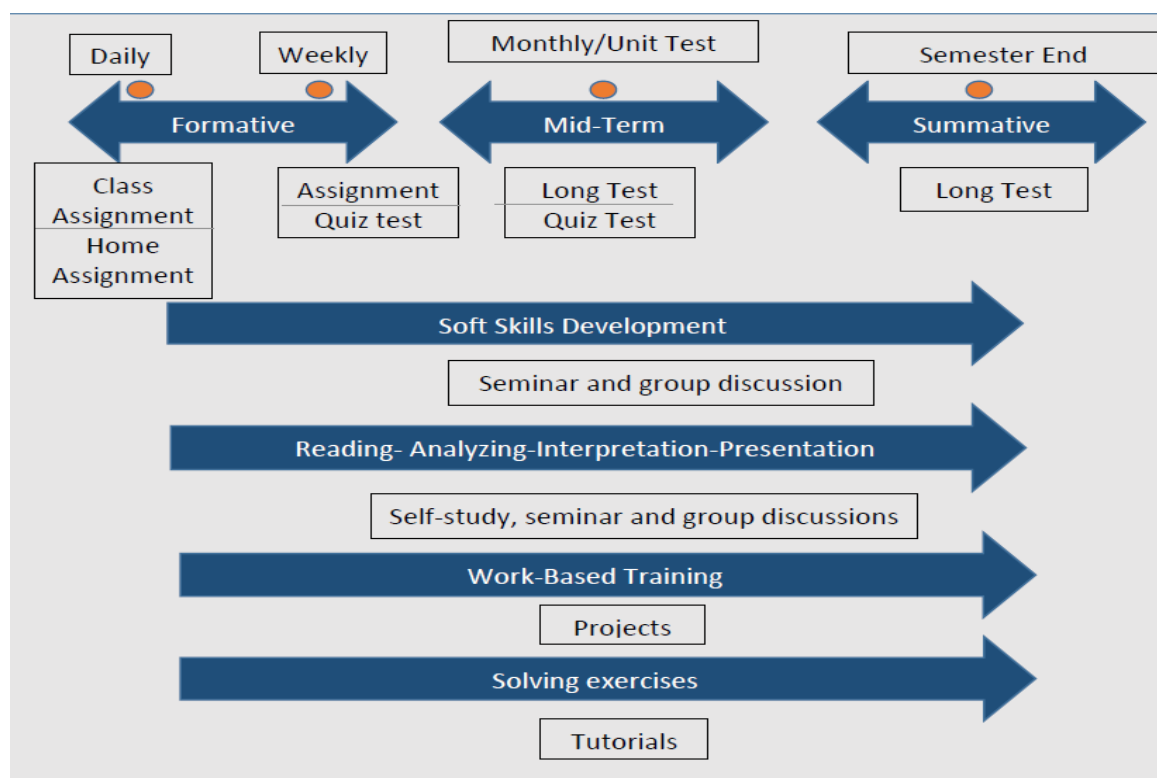 Daily
Weekly
Monthly/Unit Test
Semester End
Formative
Mid-Term
Summative
Class
Assignment
Home
Assignment
Assignment
Quiz test
Long Test
Quiz Test
Long Test
Soft Skills Development
Seminar and group discussion
Reading- Analyzing-Interpretation-Presentation
Self-study, seminar and group discussions
Work-Based Training
Projects
Solving exercises
Tutorials